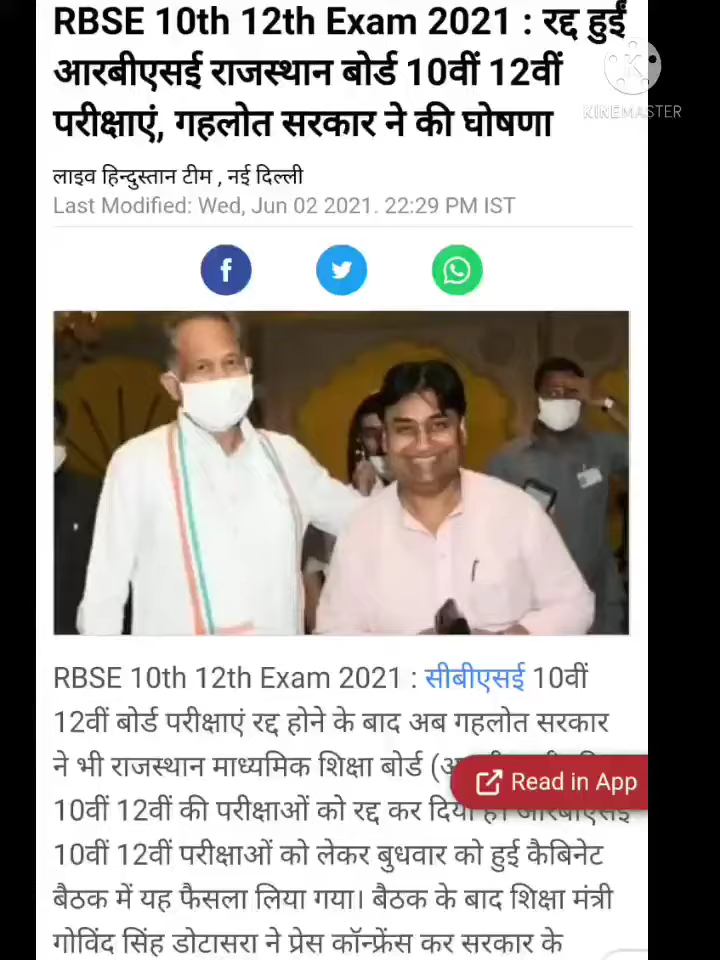 RBSE 10th 12th Exam 2021 : रद्द हुईं
आरबीएसई राजस्थान बोर्ड 10वीं 12वीं
परीक्षाएं, गहलोत सरकार ने की घोषणा
K
KINEMASTER
लाइव हिन्दुस्तान टीम , नई दिल्ली
Last Modified: Wed, Jun 02 2021. 22:29 PM IST
RBSE 10th 12th Exam 2021 : सीबीएसई 10वीं
12वीं बोर्ड परीक्षाएं रद्द होने के बाद अब गहलोत सरकार
ने भी राजस्थान माध्यमिक शिक्षा बोर्ड
Read in App
10वीं 12वीं की परीक्षाओं को रद्द कर दिया है। आरबीएसई
10वीं 12वीं परीक्षाओं को लेकर बुधवार को हुई कैबिनेट
बैठक में यह फैसला लिया गया। बैठक के बाद शिक्षा मंत्री
गोविंद सिंह डोटासरा ने प्रेस कॉन्फ्रेंस कर सरकार के